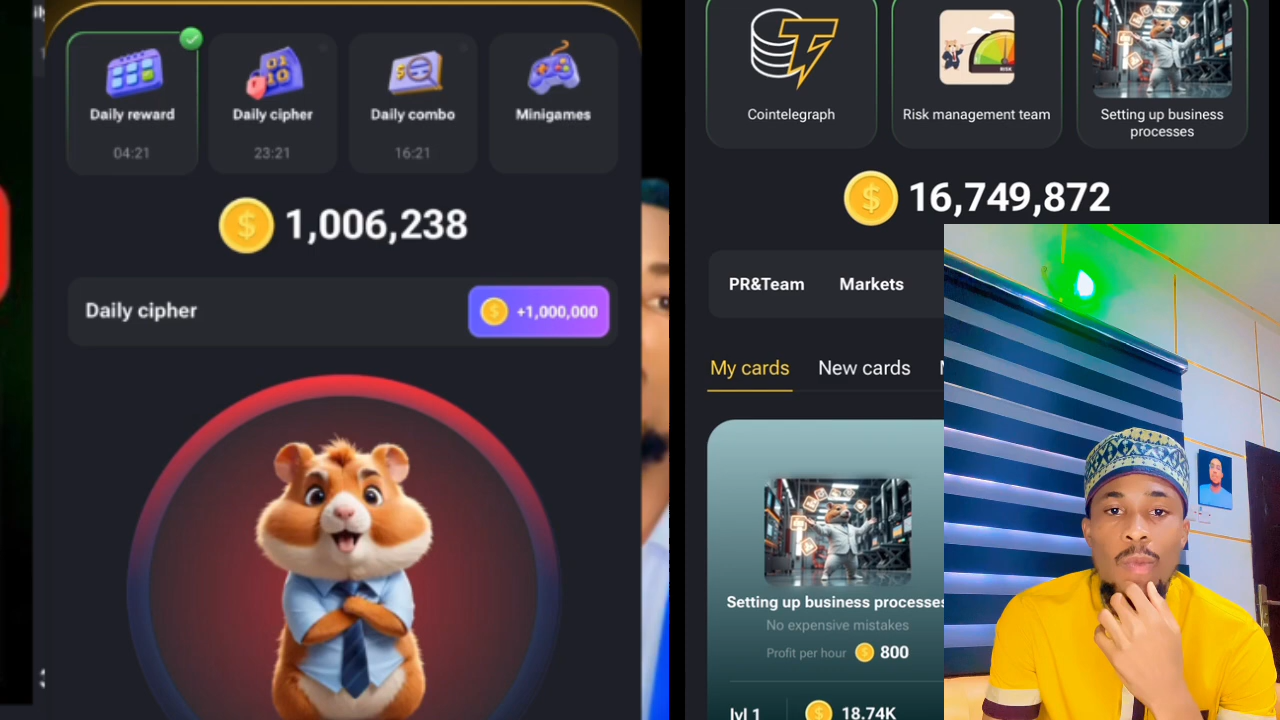 Daily reward
04:21
Daily cipher
23:21
Daily combo
16:21
Minigames
1,006,238
Daily cipher
+1,000,000
Cointelegraph
Risk management team
Setting up business
processes
16,749,872
PR&Team
Markets
My cards
New cards
Setting up business processes
No expensive mistakes
Profit per hour 800
lvl 1
18.74K